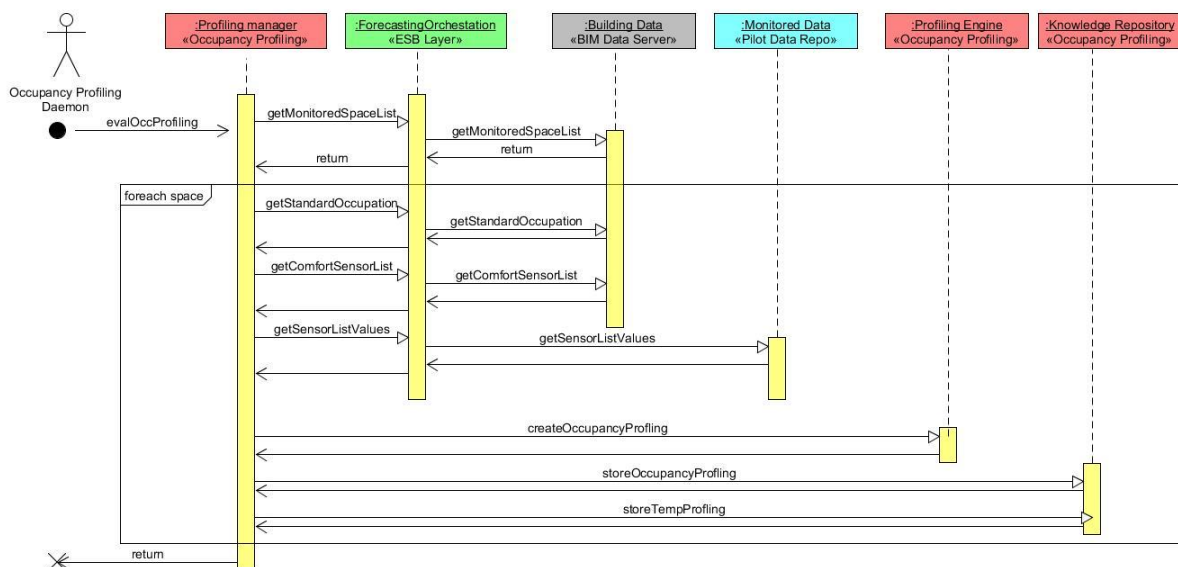 :Profiling manager
«Occupancy Profiling»
:ForecastingOrchestation
«ESB Layer»
:Building Data
«BIM Data Server»
:Monitored Data
«Pilot Data Repo»
:Profiling Engine
«Occupancy Profiling»
:Knowledge Repository
«Occupancy Profiling»
Occupancy Profiling
Daemon
evalOccProfiling
getMonitoredSpaceList
getMonitoredSpaceList
return
return
foreach space
getStandardOccupation
getStandardOccupation
getComfortSensorList
getComfortSensorList
getSensorListValues
getSensorListValues
createOccupancyProfling
storeOccupancyProfling
storeTempProfling
return